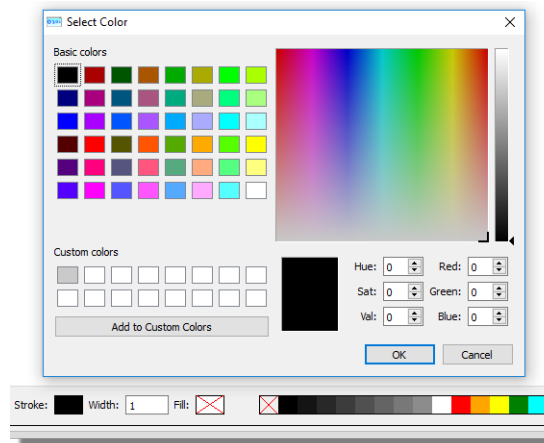 Select Color
Basic colors
Custom colors
Add to Custom Colors
Hue: 0 Red: 0
Sat: 0 Green: 0
Val: 0 Blue: 0
OK Cancel
Stroke: Width: 1 Fill: